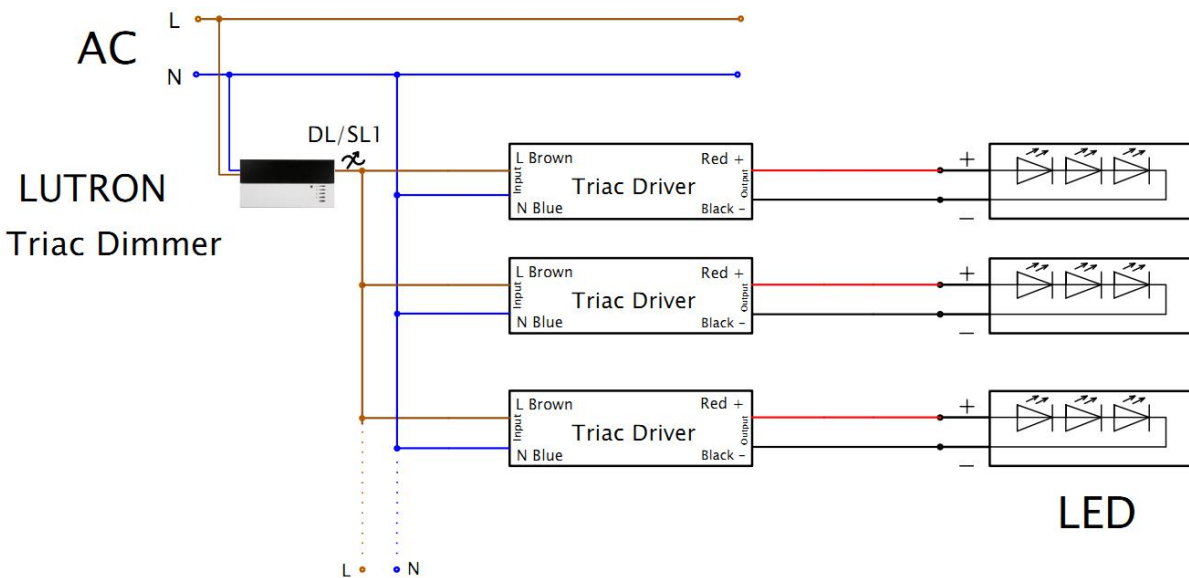 L
AC
N
DL/SL1
LUTRON
Triac Dimmer
L Brown
Red +
Input
Triac Driver
Output
N Blue
Black -
+
-
L Brown
Red +
Input
Triac Driver
Output
N Blue
Black -
+
-
L Brown
Red +
Input
Triac Driver
Output
N Blue
Black -
+
-
LED
L
N